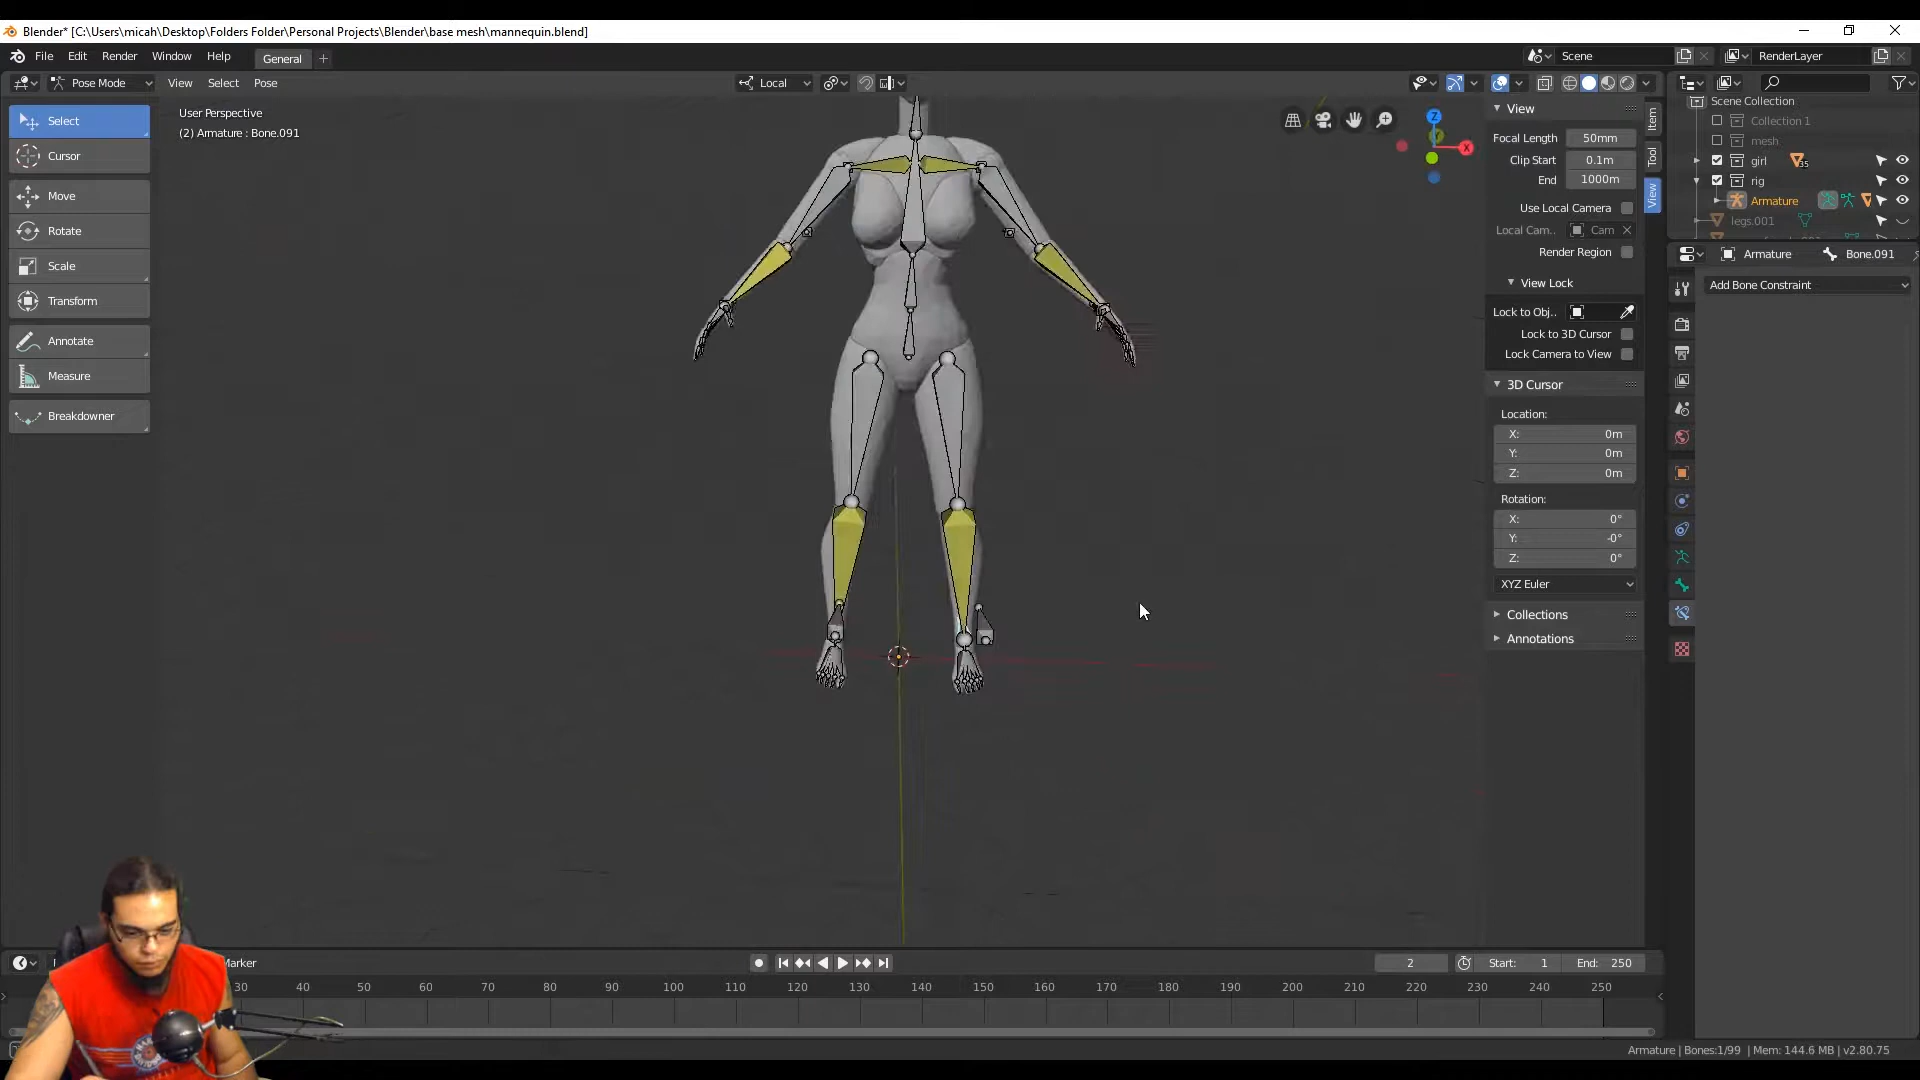 Blender* [C:\Users\micah\Desktop\Folders Folder\Personal Projects\Blender\base mesh\mannequin.blend]
File Edit Render Window Help General + Scene RenderLayer
Pose Mode View Select Pose Local
Select
Cursor
Move
Rotate
Scale
Transform
Annotate
Measure
Breakdowner
User Perspective
(2) Armature : Bone.091
Z
X
View
Focal Length 50mm
Clip Start 0.1m
End 1000m
Use Local Camera
Local Cam.. Cam
Render Region
View Lock
Lock to Obj..
Lock to 3D Cursor
Lock Camera to View
3D Cursor
Location:
X: 0m
Y: 0m
Z: 0m
Rotation:
X: 0°
Y: -0°
Z: 0°
XYZ Euler
Collections
Annotations
Item
Tool
View
Scene Collection
Collection 1
mesh
girl 35
rig
Armature
legs.001
Armature Bone.091
Add Bone Constraint
Marker 2 Start: 1 End: 250
30 40 50 60 70 80 90 100 110 120 130 140 150 160 170 180 190 200 210 220 230 240 250
Armature | Bones:1/99 | Mem: 144.6 MB | v2.80.75